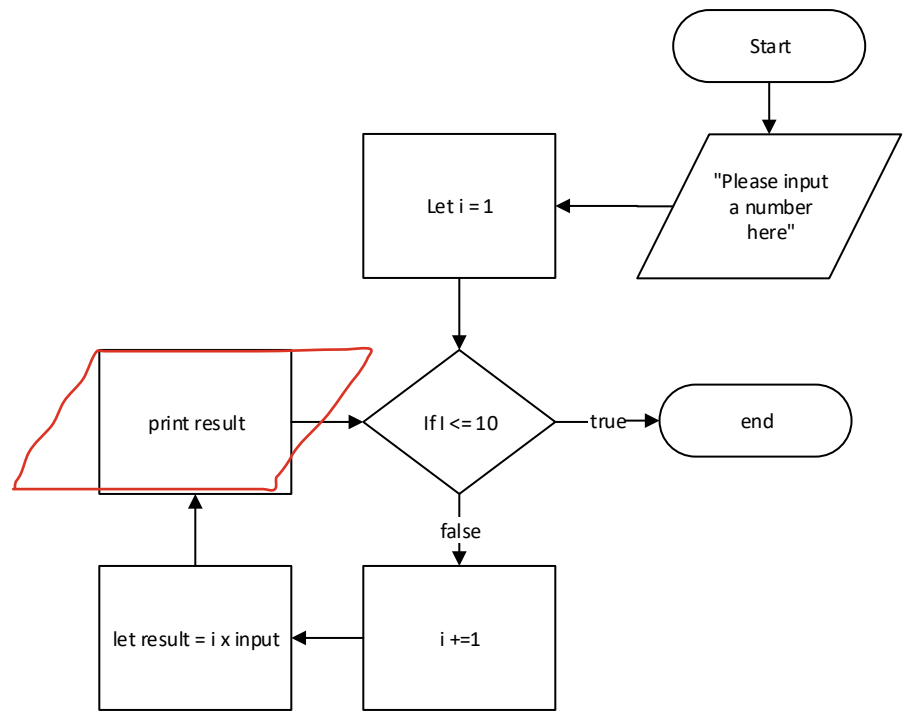 Start
"Please input
a number
here"
Let i = 1
If I <= 10
true
end
false
i +=1
let result = i x input
print result